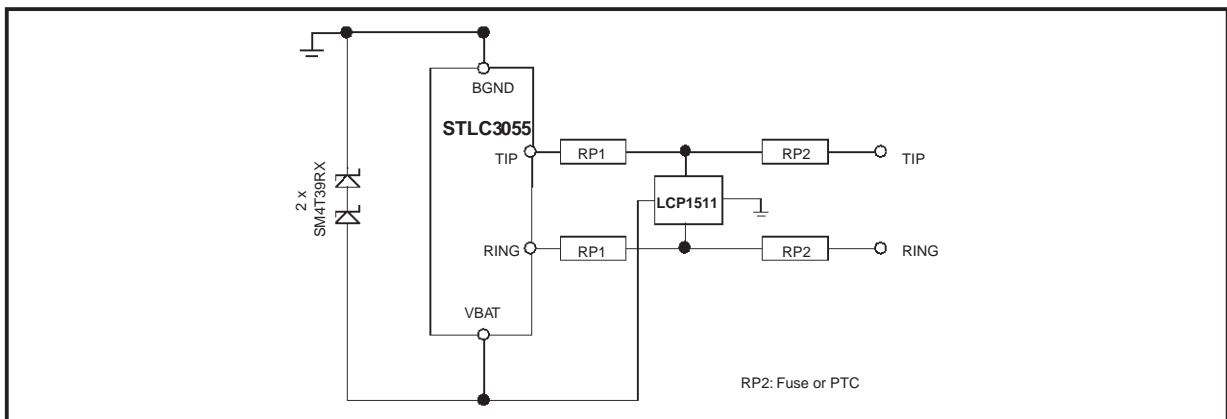 BGND
STLC3055
TIP
RP1
RP2
TIP
2 x
SM4T39RX
LCP1511
RING
RP1
RP2
RING
VBAT
RP2: Fuse or PTC